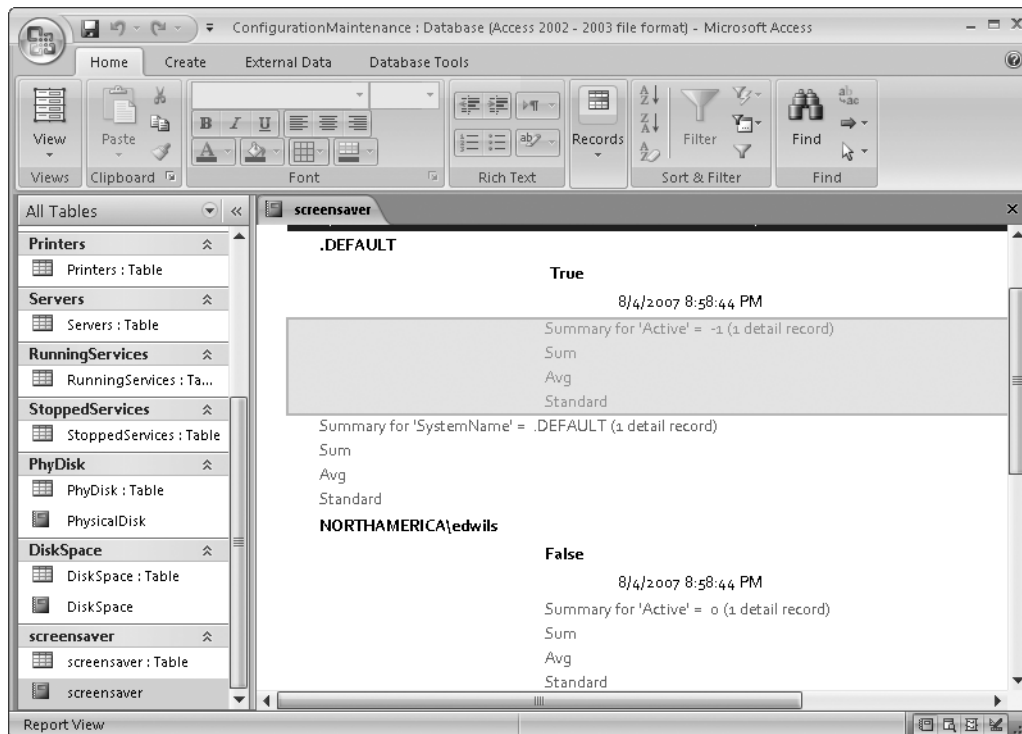 ConfigurationMaintenance : Database (Access 2002 - 2003 file format) - Microsoft Access
Home Create External Data Database Tools
View Paste Records Filter Find
Views Clipboard Font Rich Text Sort & Filter Find
All Tables
Printers
Printers : Table
Servers
Servers : Table
RunningServices
RunningServices : Ta...
StoppedServices
StoppedServices : Table
PhyDisk
PhyDisk : Table
PhysicalDisk
DiskSpace
DiskSpace : Table
DiskSpace
screensaver
screensaver : Table
screensaver
screensaver
.DEFAULT
True
8/4/2007 8:58:44 PM
Summary for 'Active' = -1 (1 detail record)
Sum
Avg
Standard
Summary for 'SystemName' = .DEFAULT (1 detail record)
Sum
Avg
Standard
NORTHAMERICA\edwils
False
8/4/2007 8:58:44 PM
Summary for 'Active' = 0 (1 detail record)
Sum
Avg
Standard
Report View